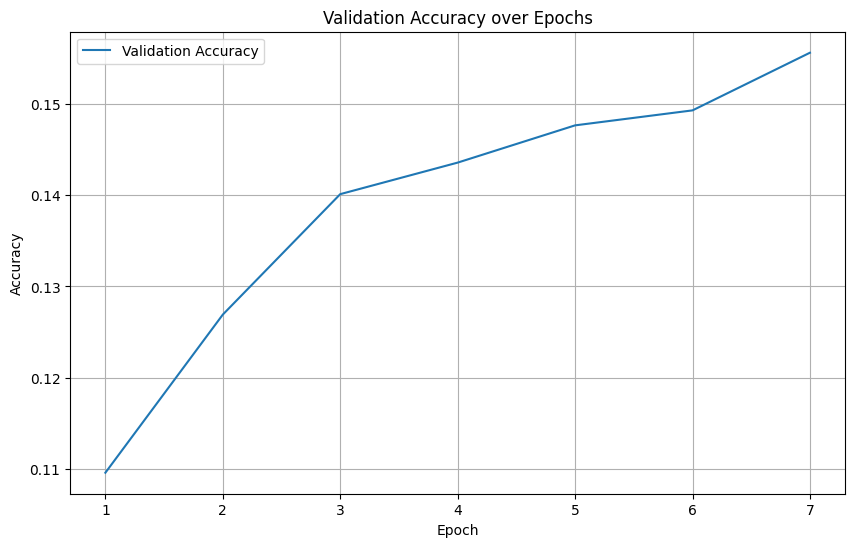 Validation Accuracy over Epochs
Validation Accuracy
0.15
0.14
0.13
0.12
0.11
Accuracy
1 2 3 4 5 6 7
Epoch